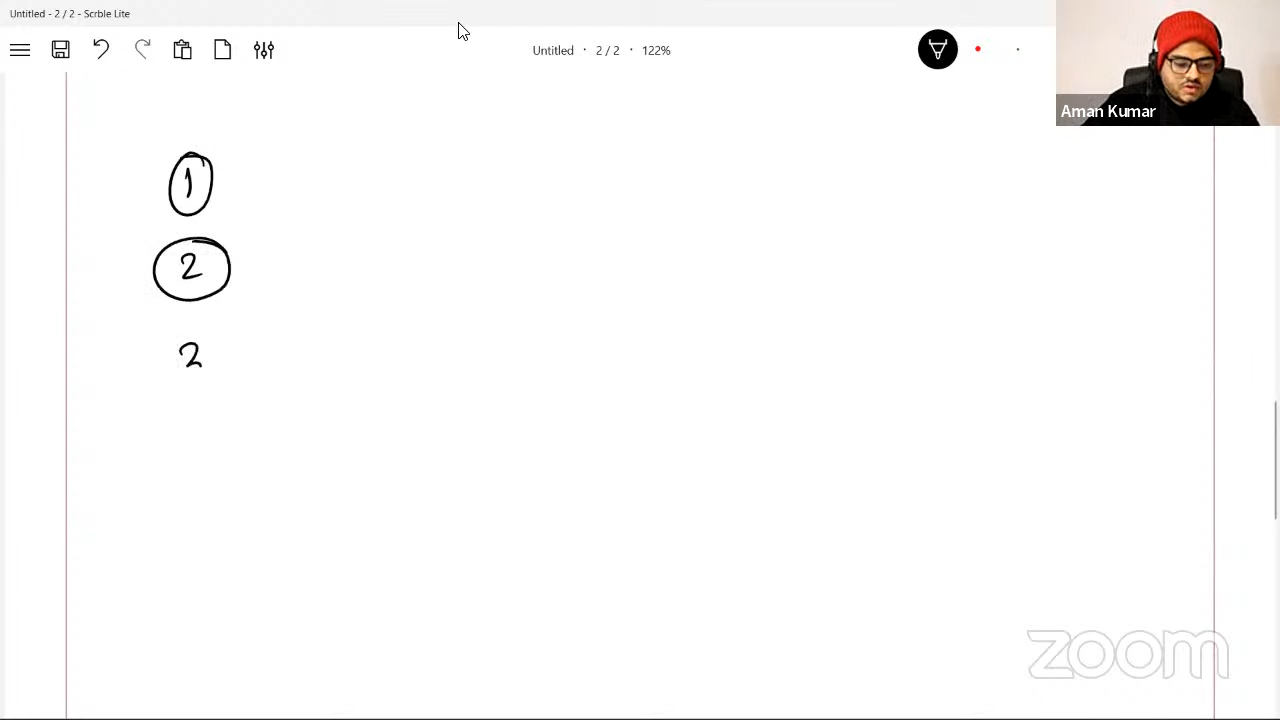 Untitled - 2 / 2 - Scrble Lite
Untitled · 2 / 2 · 122%
Aman Kumar
1
2
2
zoom